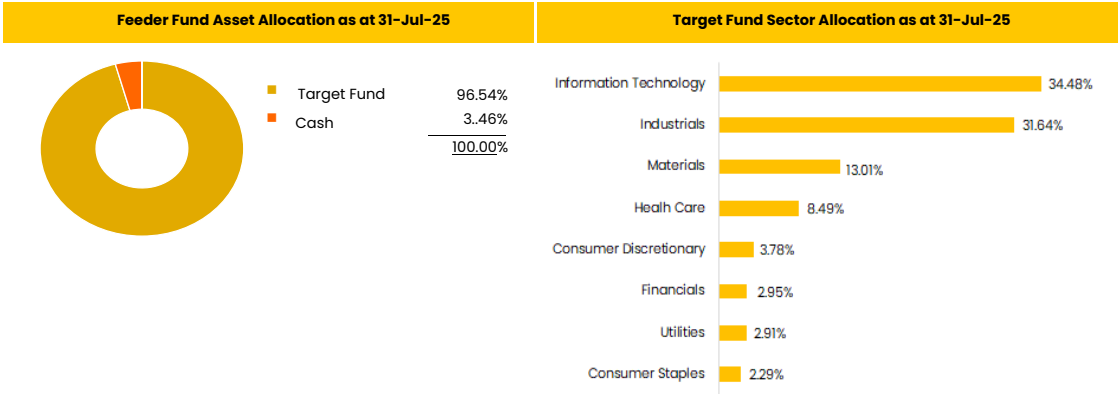 Feeder Fund Asset Allocation as at 31-Jul-25
Target Fund 96.54%
Cash 3..46%
100.00%
Target Fund Sector Allocation as at 31-Jul-25
Information Technology 34.48%
Industrials 31.64%
Materials 13.01%
Healh Care 8.49%
Consumer Discretionary 3.78%
Financials 2.95%
Utilities 2.91%
Consumer Staples 2.29%